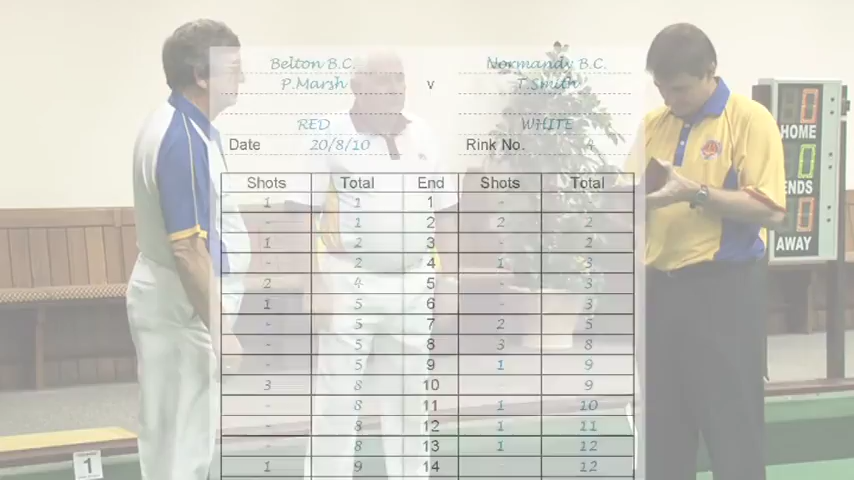 Belton B.C. Normandy B.C.
P.Marsh v T.Smith
RED WHITE
Date 20/8/10 Rink No. 4
Shots Total End Shots Total
1 1 1 -
- 1 2 2 2
1 2 3 - 2
- 2 4 1 3
2 4 5 - 3
1 5 6 - 3
- 5 7 2 5
- 5 8 3 8
- 5 9 1 9
3 8 10 - 9
- 8 11 1 10
- 8 12 1 11
- 8 13 1 12
1 9 14 - 12
0
HOME
0
ENDS
0
AWAY
1